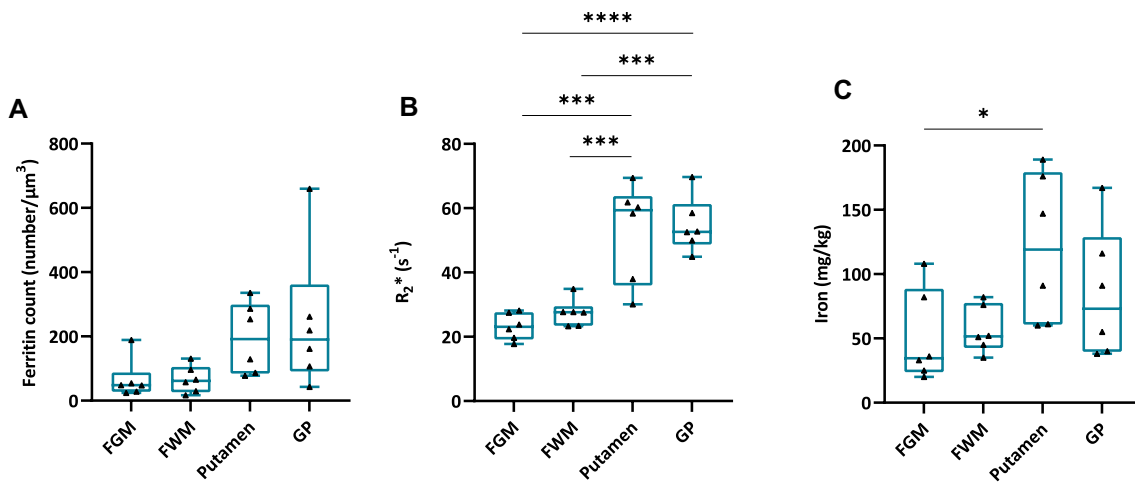 ****
***
***
***
*
A
B
C
Ferritin count (number/µm³)
800
600
400
200
0
FGM
FWM
Putamen
GP
R₂* (s⁻¹)
80
60
40
20
0
FGM
FWM
Putamen
GP
Iron (mg/kg)
200
150
100
50
0
FGM
FWM
Putamen
GP